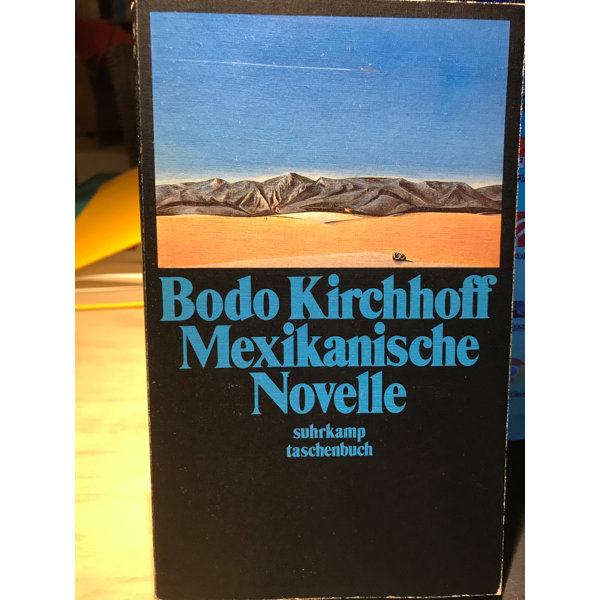 Bodo Kirchhoff
Mexikanische
Novelle
suhrkamp
taschenbuch